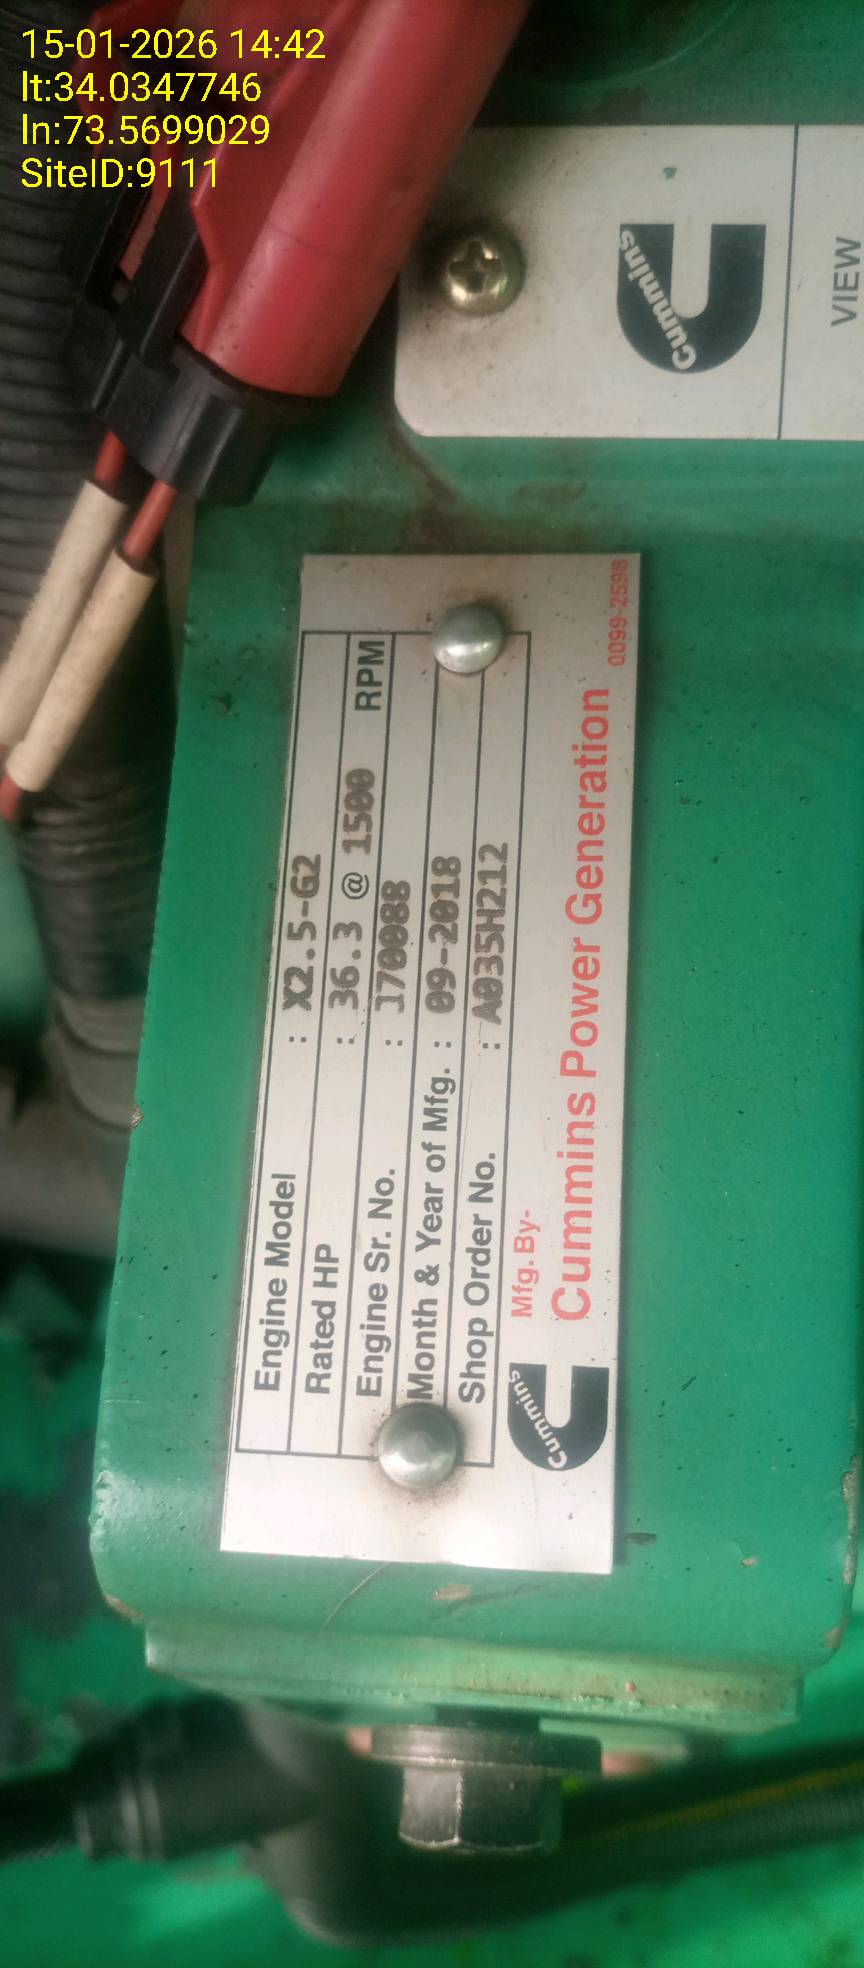 15-01-2026 14:42
lt:34.0347746
ln:73.5699029
SiteID:9111
Cummins
VIEW
Engine Model : X2.5-G2
Rated HP : 36.3 @ 1500 RPM
Engine Sr. No. : 170088
Month & Year of Mfg. : 09-2018
Shop Order No. : A035H212
Mfg. By-
Cummins Power Generation
0099-2598
Cummins